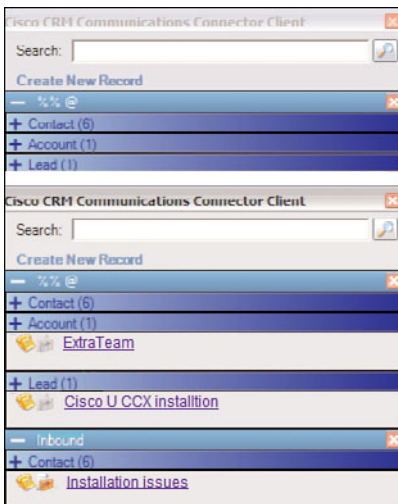 Cisco CRM Communications Connector Client
Search:
Create New Record
— %% @
+ Contact (6)
+ Account (1)
+ Lead (1)
Cisco CRM Communications Connector Client
Search:
Create New Record
— %% @
+ Contact (6)
+ Account (1)
ExtraTeam
+ Lead (1)
Cisco U CCX installtion
— Inbound
+ Contact (6)
Installation issues